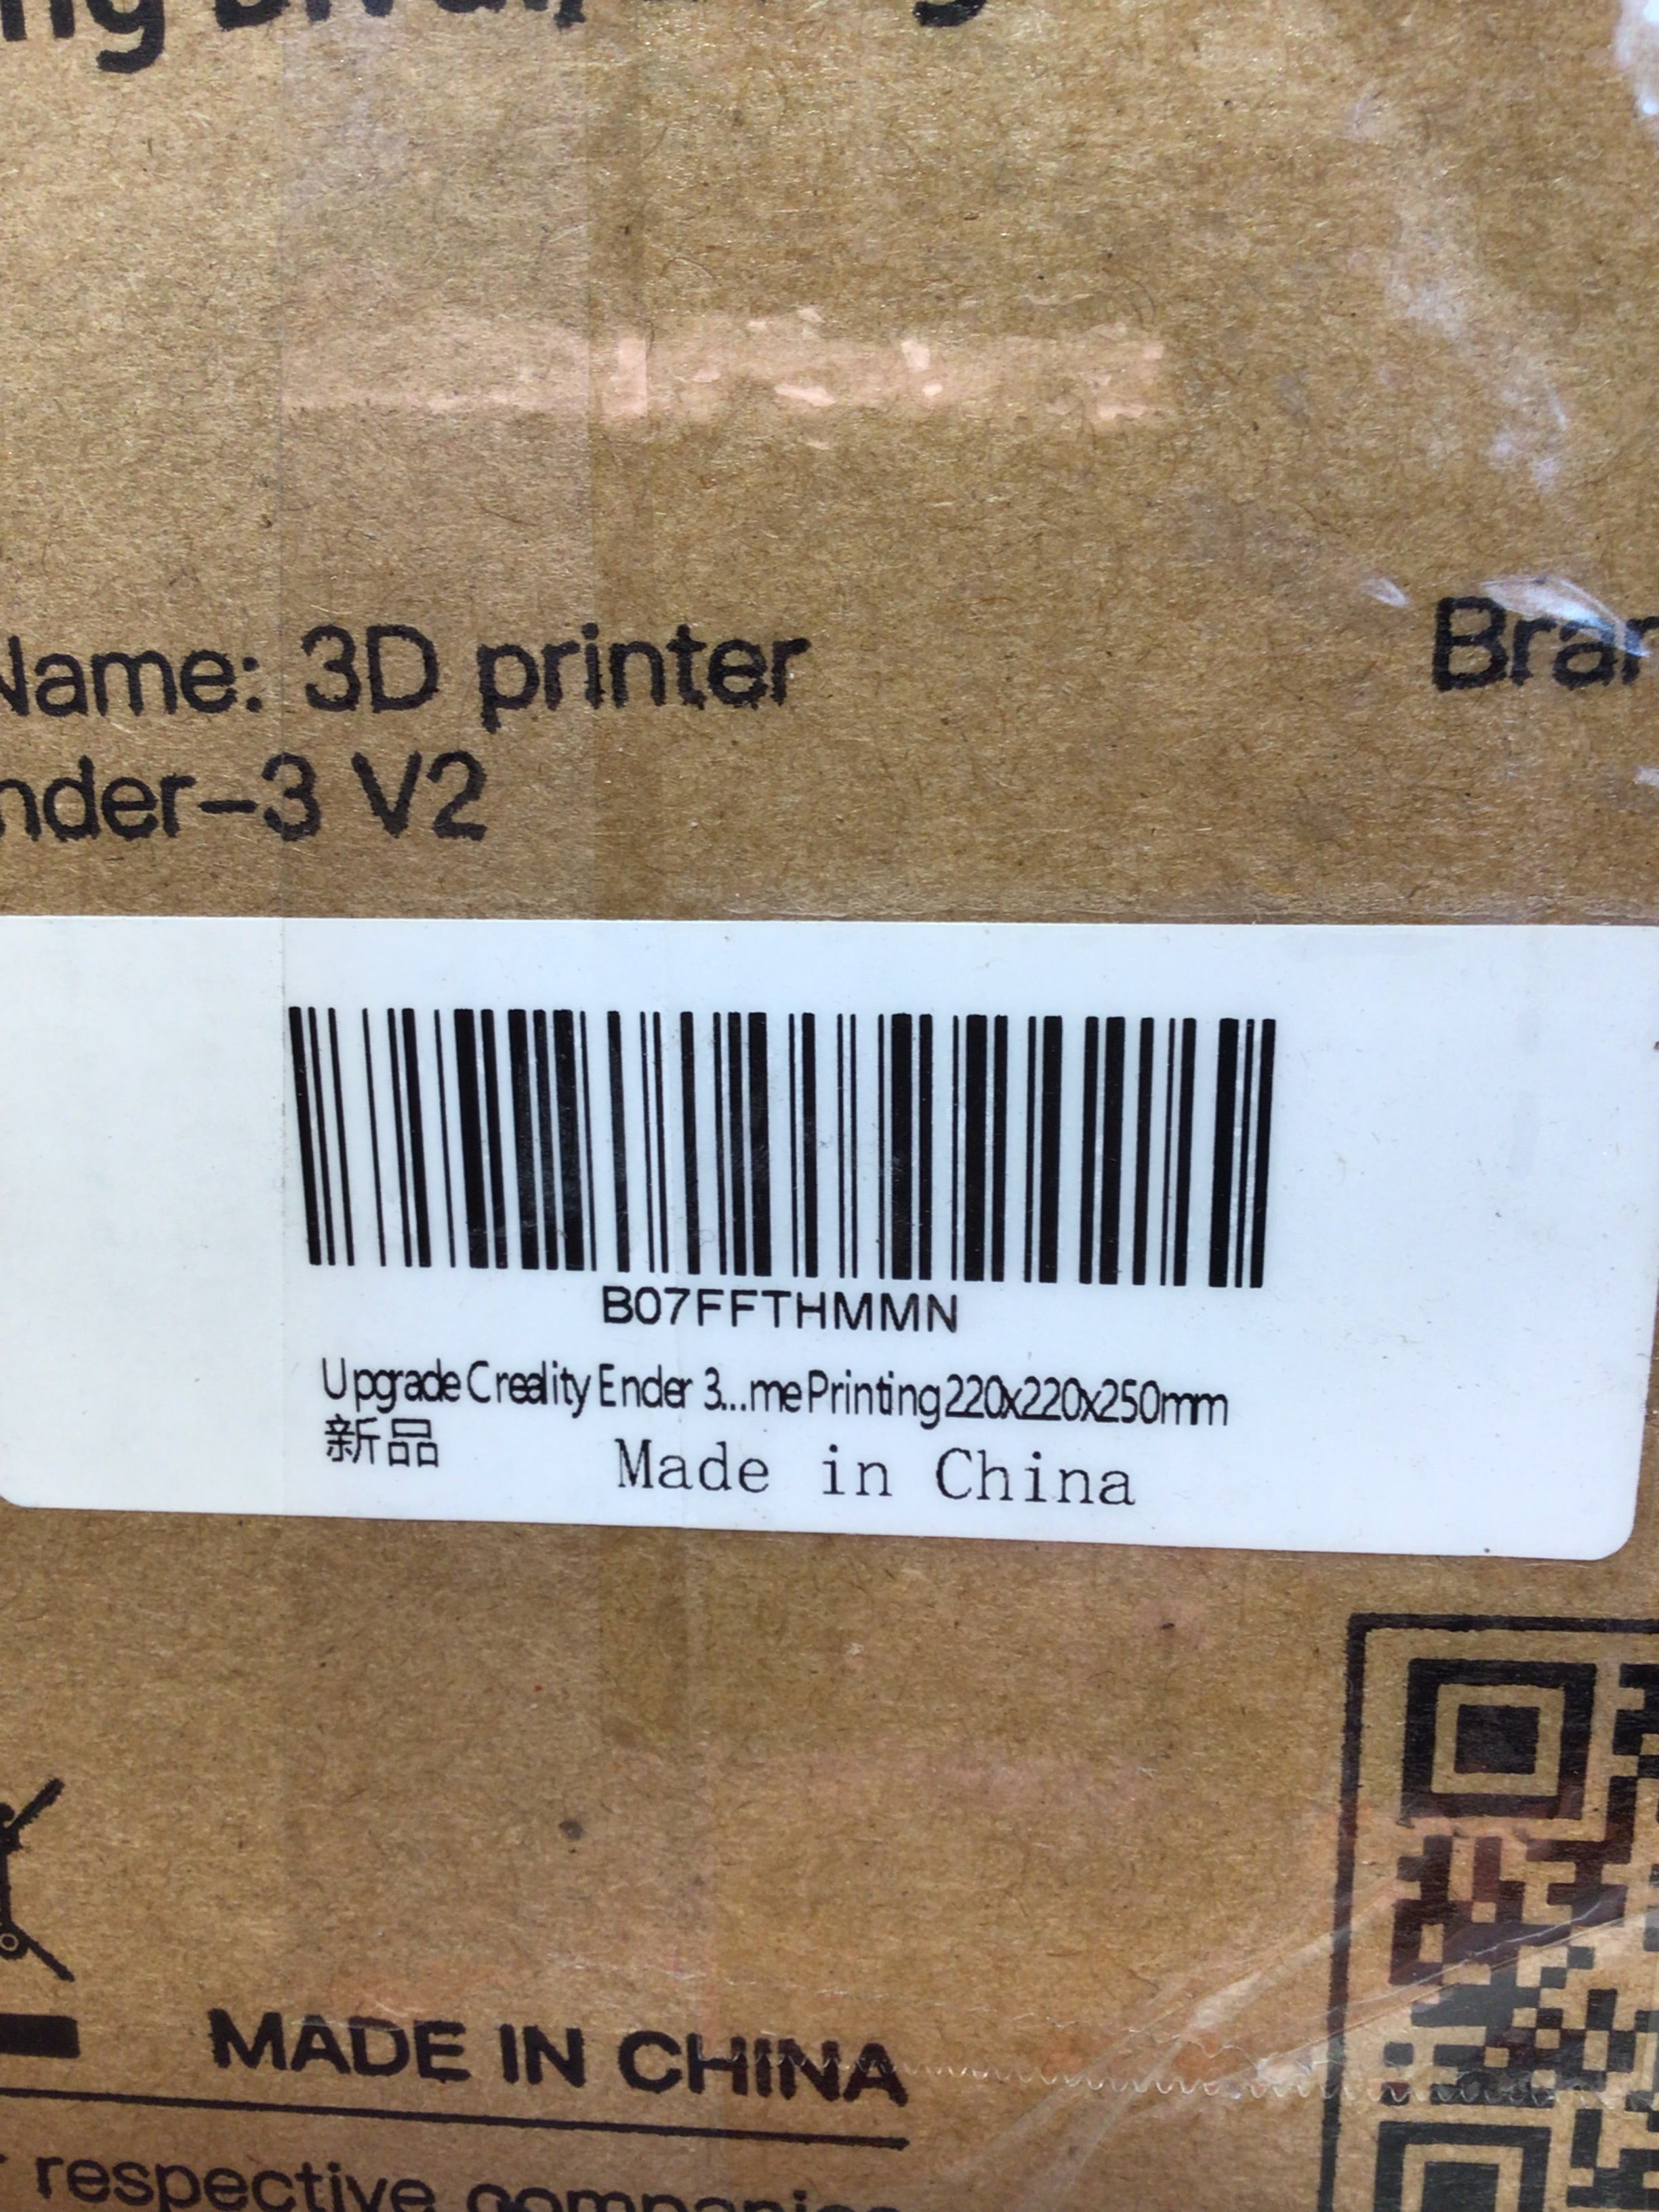 Name: 3D printer
nder-3 V2
B07FFTHMMN
Upgrade Creality Ender 3...me Printing 220x220x250mm
新品
Made in China
MADE IN CHINA
respective companies